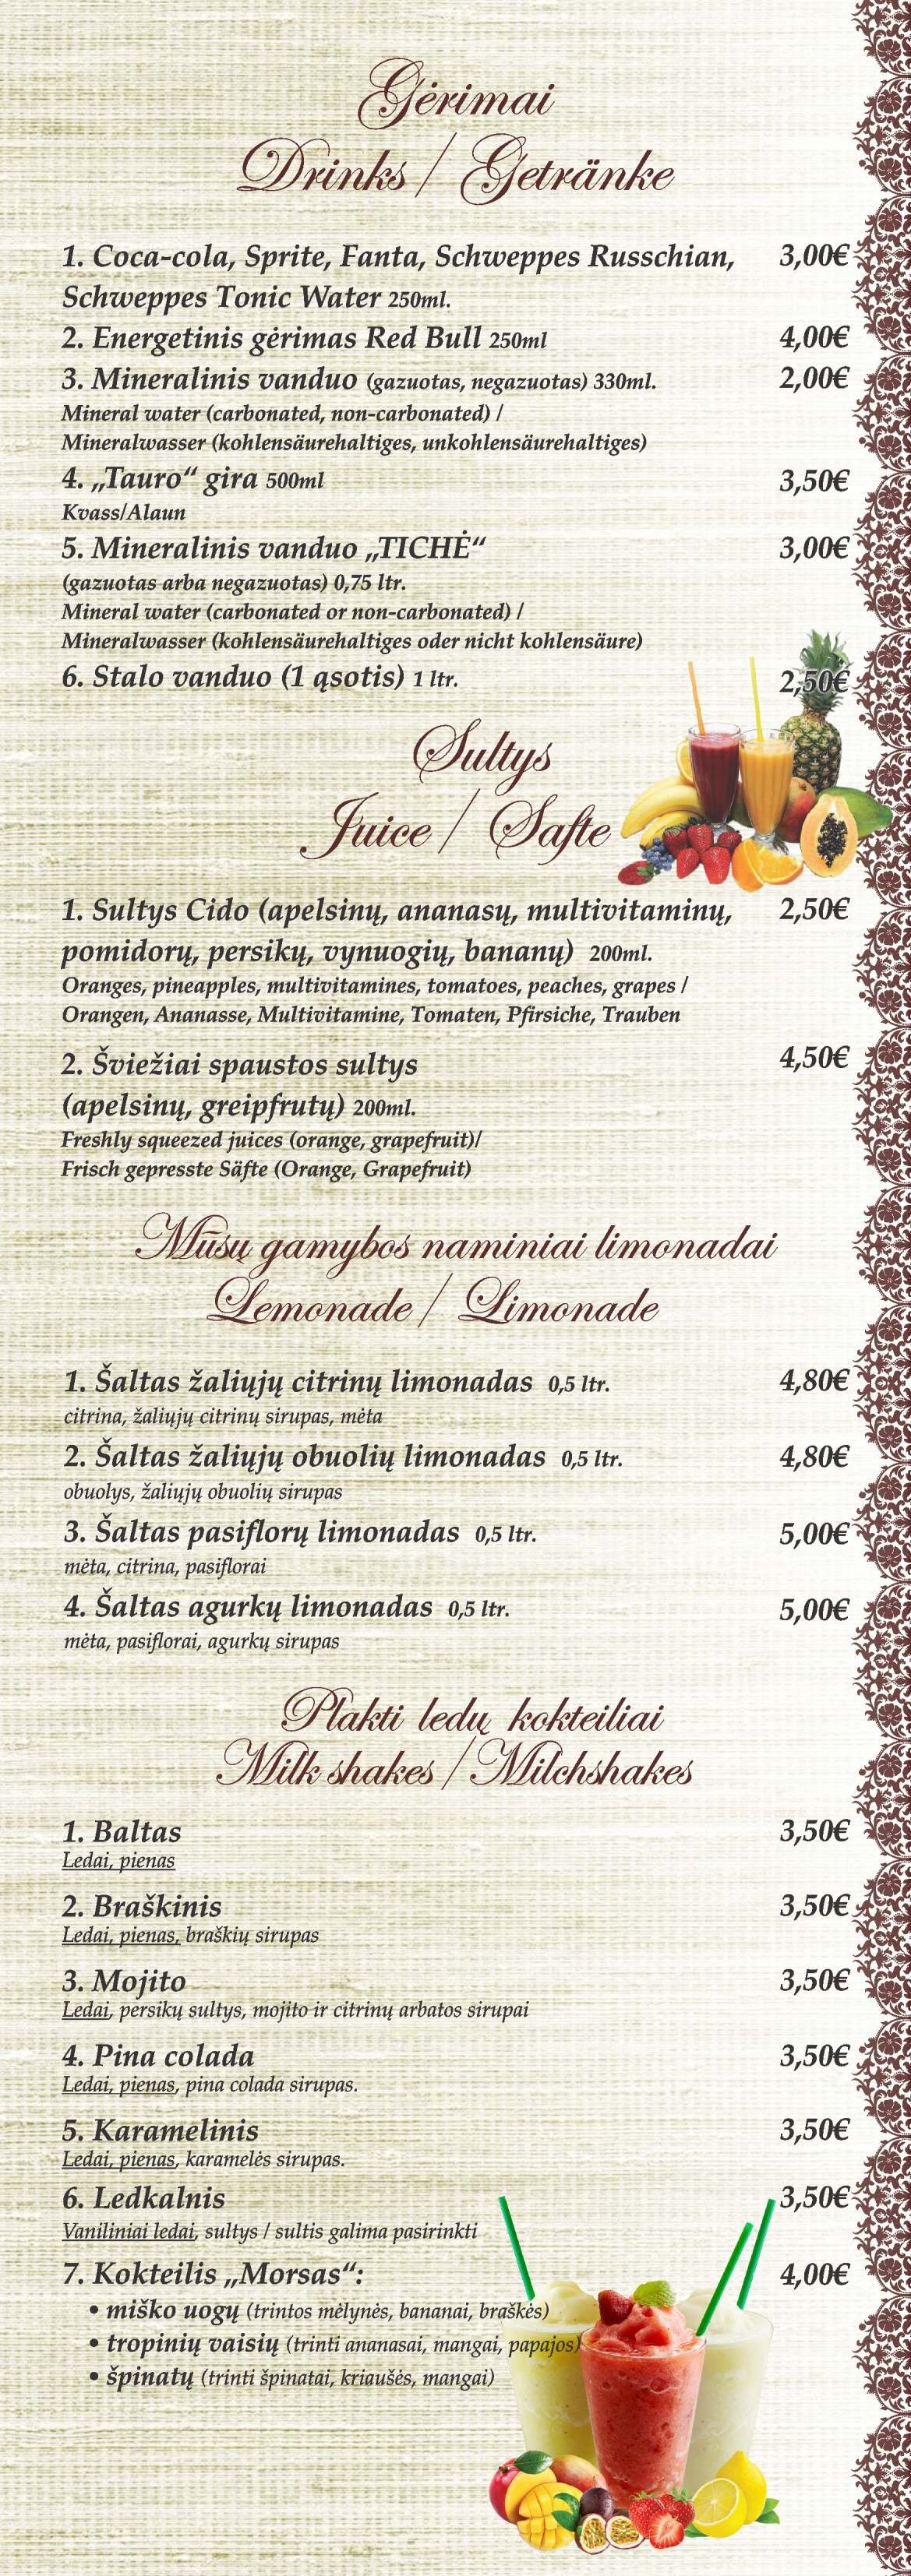 Gėrimai
Drinks / Getränke
1. Coca-cola, Sprite, Fanta, Schweppes Russchian, 3,00€
Schweppes Tonic Water 250ml.
2. Energetinis gėrimas Red Bull 250ml 4,00€
3. Mineralinis vanduo (gazuotas, negazuotas) 330ml. 2,00€
Mineral water (carbonated, non-carbonated) /
Mineralwasser (kohlensäurehaltiges, unkohlensäurehaltiges)
4. „Tauro“ gira 500ml 3,50€
Kvass/Alaun
5. Mineralinis vanduo „TICHĖ“ 3,00€
(gazuotas arba negazuotas) 0,75 ltr.
Mineral water (carbonated or non-carbonated) /
Mineralwasser (kohlensäurehaltiges oder nicht kohlensäure)
6. Stalo vanduo (1 ąsotis) 1 ltr. 2,50€
Sultys
Juice / Safte
1. Sultys Cido (apelsinų, ananasų, multivitaminų, 2,50€
pomidorų, persikų, vynuogių, bananų) 200ml.
Oranges, pineapples, multivitamines, tomatoes, peaches, grapes /
Orangen, Ananasse, Multivitamine, Tomaten, Pfirsiche, Trauben
2. Šviežiai spaustos sultys 4,50€
(apelsinų, greipfrutų) 200ml.
Freshly squeezed juices (orange, grapefruit)/
Frisch gepresste Säfte (Orange, Grapefruit)
Mūsų gamybos naminiai limonadai
Lemonade / Limonade
1. Šaltas žaliųjų citrinų limonadas 0,5 ltr. 4,80€
citrina, žaliųjų citrinų sirupas, mėta
2. Šaltas žaliųjų obuolių limonadas 0,5 ltr. 4,80€
obuolys, žaliųjų obuolių sirupas
3. Šaltas pasiflorų limonadas 0,5 ltr. 5,00€
mėta, citrina, pasiflorai
4. Šaltas agurkų limonadas 0,5 ltr. 5,00€
mėta, pasiflorai, agurkų sirupas
Plakti ledų kokteiliai
Milk shakes / Milchshakes
1. Baltas 3,50€
Ledai, pienas
2. Braškinis 3,50€
Ledai, pienas, braškių sirupas
3. Mojito 3,50€
Ledai, persikų sultys, mojito ir citrinų arbatos sirupai
4. Pina colada 3,50€
Ledai, pienas, pina colada sirupas.
5. Karamelinis 3,50€
Ledai, pienas, karamelės sirupas.
6. Ledkalnis 3,50€
Vaniliniai ledai, sultys / sultis galima pasirinkti
7. Kokteilis „Morsas“: 4,00€
• miško uogų (trintos mėlynės, bananai, braškės)
• tropinių vaisių (trinti ananasai, mangai, papajos)
• špinatų (trinti špinatai, kriaušės, mangai)